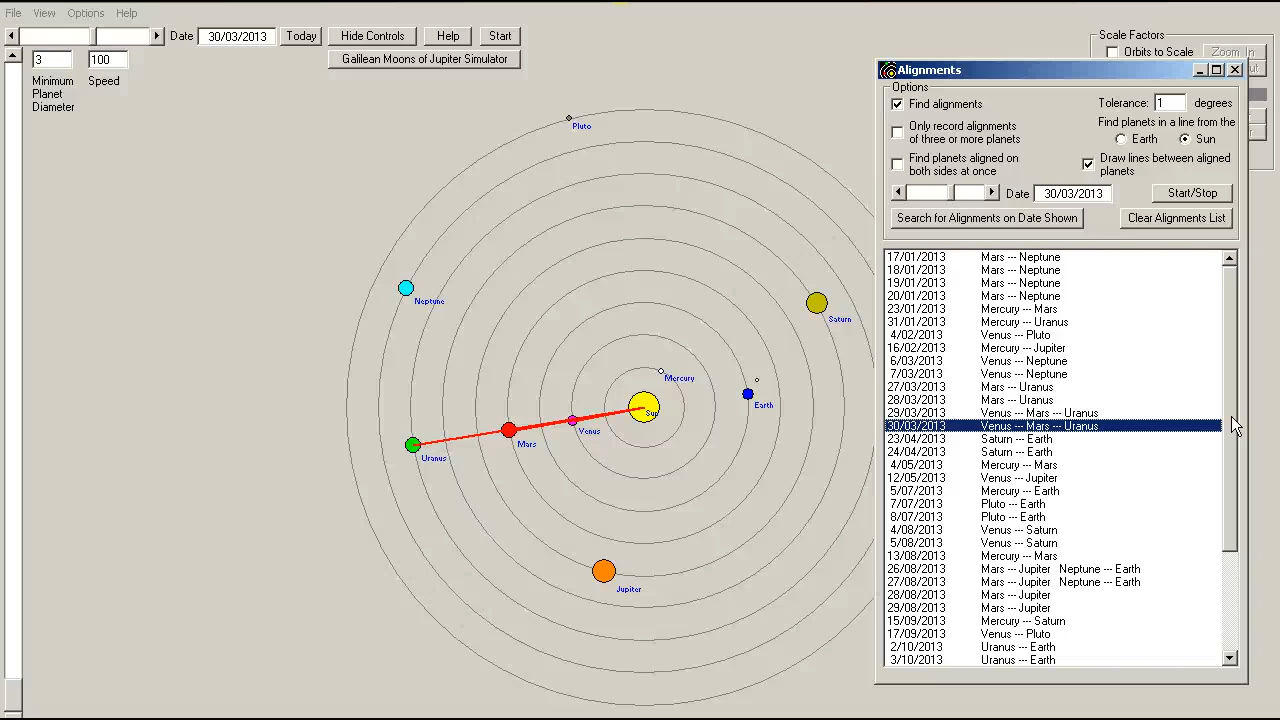 File View Options Help
Date 30/03/2013 Today Hide Controls Help Start
Galilean Moons of Jupiter Simulator
3 100
Minimum Planet Diameter
Speed
Scale Factors
Orbits to Scale Zoom In
Pluto
Neptune
Saturn
Mercury
Earth
Sun
Venus
Mars
Uranus
Jupiter
Alignments
Options
Find alignments
Tolerance: 1 degrees
Only record alignments
of three or more planets
Find planets in a line from the
Earth Sun
Find planets aligned on
both sides at once
Draw lines between aligned
planets
Date 30/03/2013 Start/Stop
Search for Alignments on Date Shown Clear Alignments List
17/01/2013 Mars --- Neptune
18/01/2013 Mars --- Neptune
19/01/2013 Mars --- Neptune
20/01/2013 Mars --- Neptune
23/01/2013 Mercury --- Mars
31/01/2013 Mercury --- Uranus
4/02/2013 Venus --- Pluto
16/02/2013 Mercury --- Jupiter
6/03/2013 Venus --- Neptune
7/03/2013 Venus --- Neptune
27/03/2013 Mars --- Uranus
28/03/2013 Mars --- Uranus
29/03/2013 Venus --- Mars --- Uranus
30/03/2013 Venus --- Mars --- Uranus
23/04/2013 Saturn --- Earth
24/04/2013 Saturn --- Earth
4/05/2013 Mercury --- Mars
12/05/2013 Venus --- Jupiter
5/07/2013 Mercury --- Earth
7/07/2013 Pluto --- Earth
8/07/2013 Pluto --- Earth
4/08/2013 Venus --- Saturn
5/08/2013 Venus --- Saturn
13/08/2013 Mercury --- Mars
26/08/2013 Mars --- Jupiter Neptune --- Earth
27/08/2013 Mars --- Jupiter Neptune --- Earth
28/08/2013 Mars --- Jupiter
29/08/2013 Mars --- Jupiter
15/09/2013 Mercury --- Saturn
17/09/2013 Venus --- Pluto
2/10/2013 Uranus --- Earth
3/10/2013 Uranus --- Earth